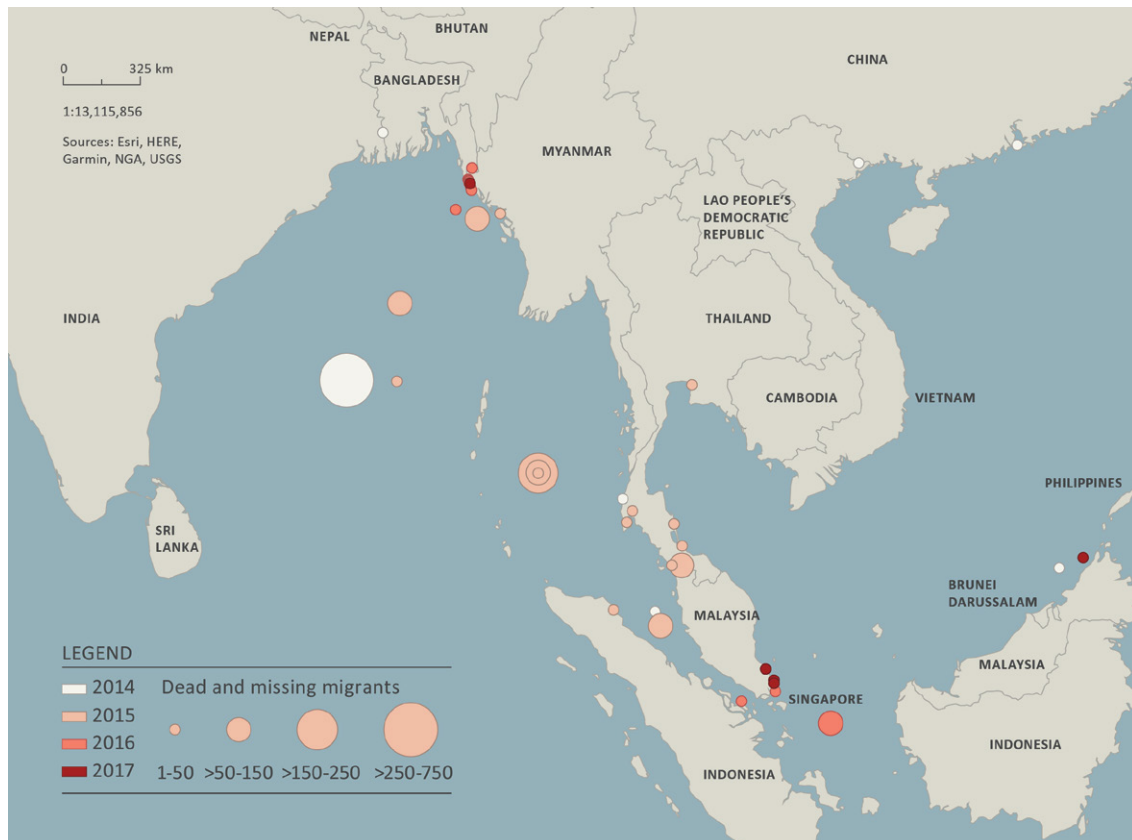 NEPAL
BHUTAN
0 325 km
BANGLADESH
CHINA
1:13,115,856
Sources: Esri, HERE,
Garmin, NGA, USGS
MYANMAR
LAO PEOPLE'S
DEMOCRATIC
REPUBLIC
INDIA
THAILAND
CAMBODIA
VIETNAM
PHILIPPINES
SRI
LANKA
BRUNEI
DARUSSALAM
MALAYSIA
MALAYSIA
SINGAPORE
INDONESIA
INDONESIA
LEGEND
2014 Dead and missing migrants
2015
2016
2017 1-50 >50-150 >150-250 >250-750